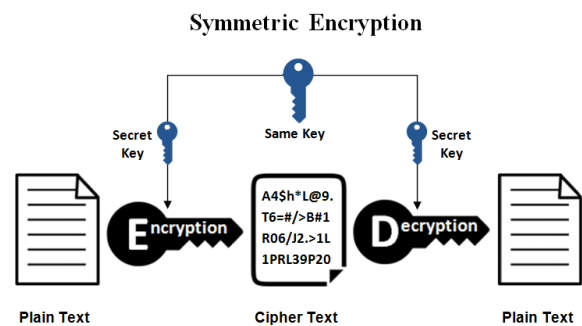 Symmetric Encryption
Secret
Key
Same Key
Secret
Key
A4$h*L@9.
T6=#/>B#1
R06/J2.>1L
1PRL39P20
Encryption
Decryption
Plain Text
Cipher Text
Plain Text